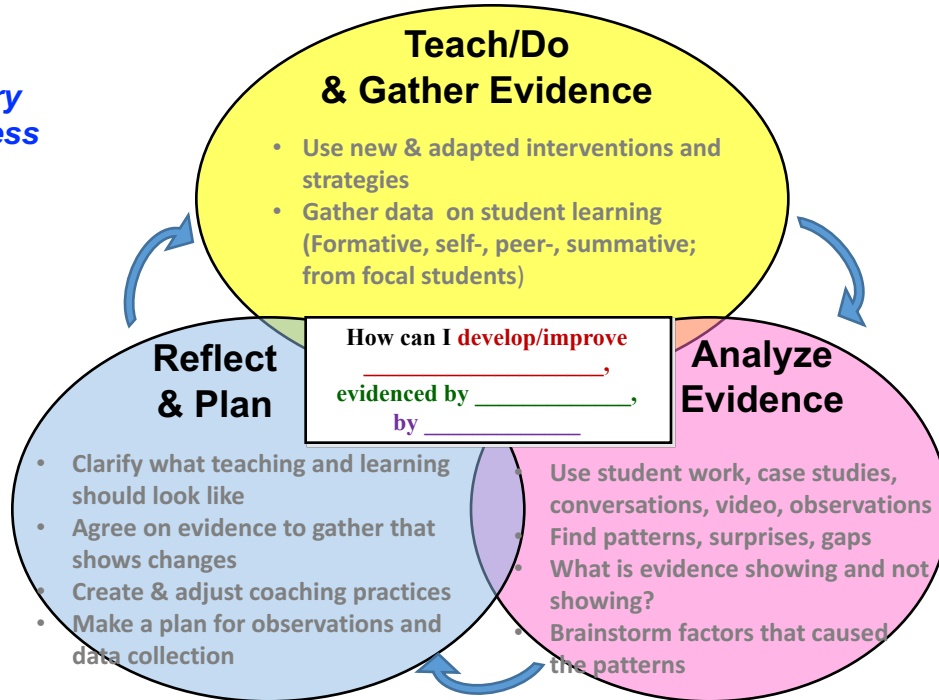 ry
ess
Teach/Do
& Gather Evidence
• Use new & adapted interventions and
strategies
• Gather data on student learning
(Formative, self-, peer-, summative;
from focal students)
How can I develop/improve
____________________,
evidenced by _____________,
by _____________
Reflect
& Plan
• Clarify what teaching and learning
should look like
• Agree on evidence to gather that
shows changes
• Create & adjust coaching practices
• Make a plan for observations and
data collection
Analyze
Evidence
• Use student work, case studies,
conversations, video, observations
• Find patterns, surprises, gaps
• What is evidence showing and not
showing?
• Brainstorm factors that caused
the patterns